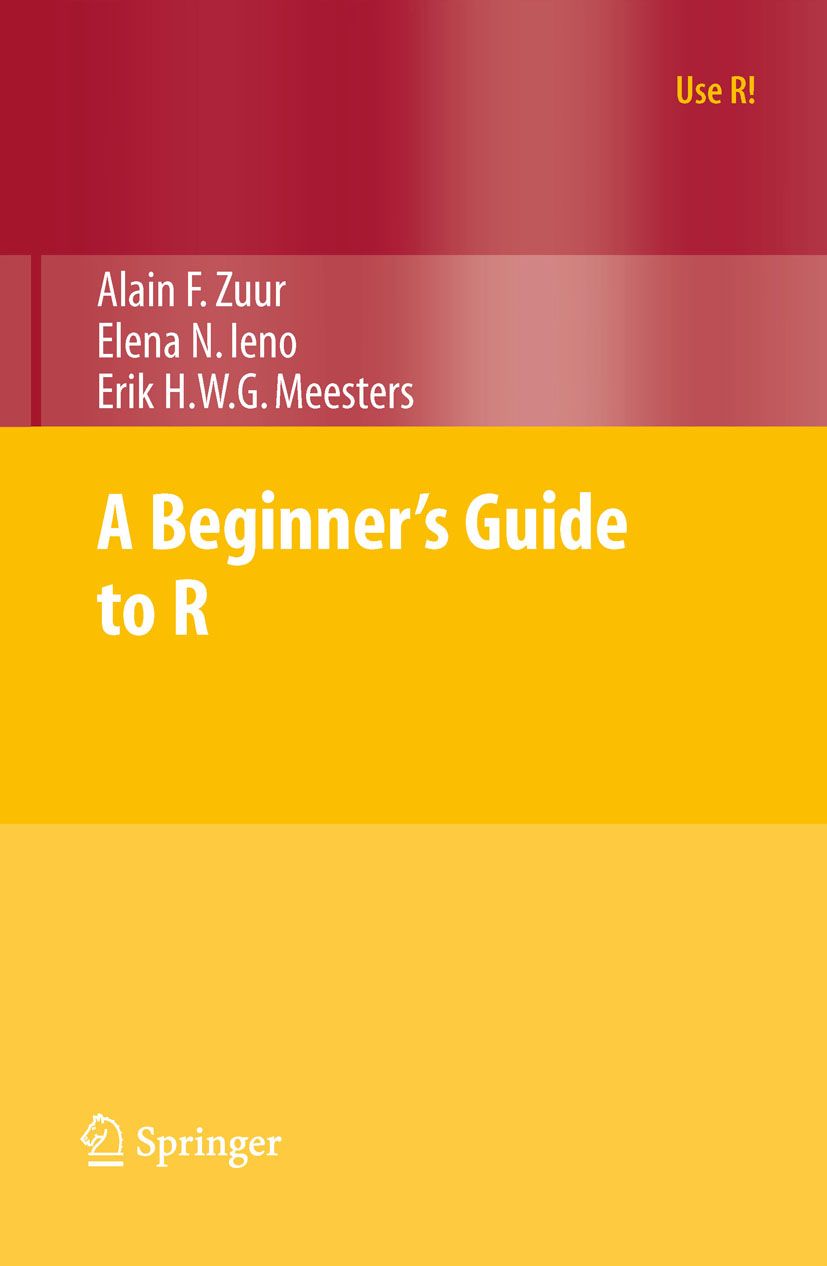 Use R!
Alain F. Zuur
Elena N. Ieno
Erik H.W.G. Meesters
A Beginner’s Guide
to R
Springer